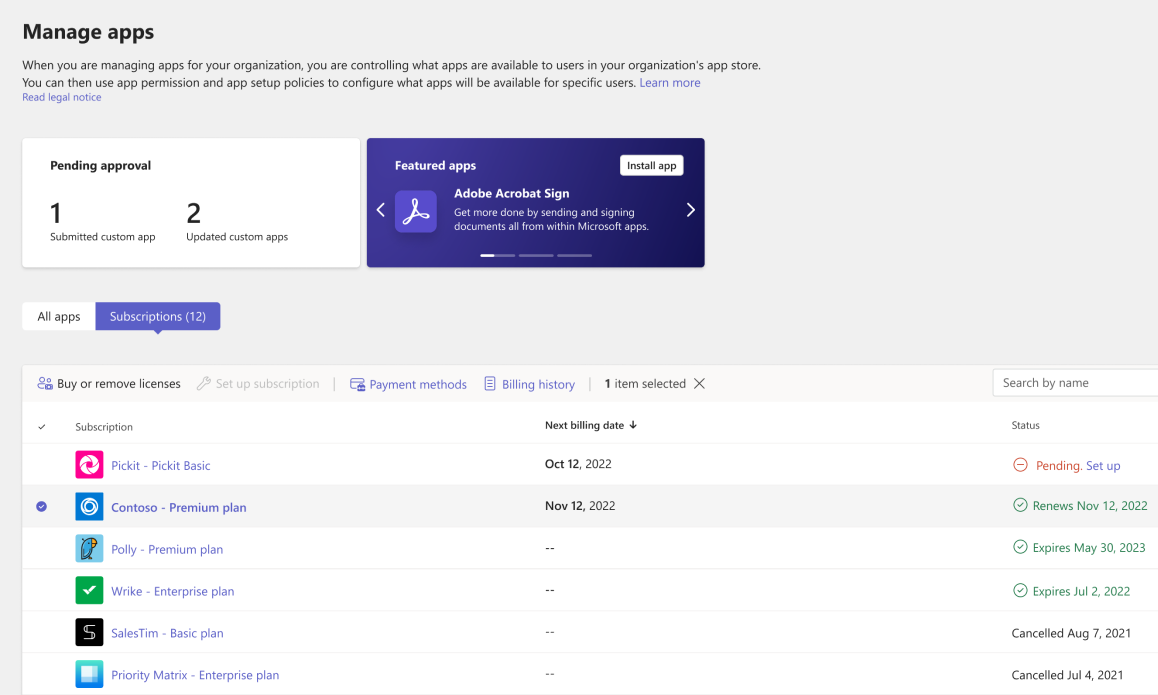 Manage apps
When you are managing apps for your organization, you are controlling what apps are available to users in your organization's app store.
You can then use app permission and app setup policies to configure what apps will be available for specific users. Learn more
Read legal notice
Pending approval
1
Submitted custom app
2
Updated custom apps
Featured apps
Install app
Adobe Acrobat Sign
Get more done by sending and signing
documents all from within Microsoft apps.
All apps
Subscriptions (12)
Buy or remove licenses
Set up subscription
Payment methods
Billing history
1 item selected
Search by name
Subscription
Next billing date
Status
Pickit - Pickit Basic
Oct 12, 2022
Pending. Set up
Contoso - Premium plan
Nov 12, 2022
Renews Nov 12, 2022
Polly - Premium plan
--
Expires May 30, 2023
Wrike - Enterprise plan
--
Expires Jul 2, 2022
SalesTim - Basic plan
--
Cancelled Aug 7, 2021
Priority Matrix - Enterprise plan
--
Cancelled Jul 4, 2021